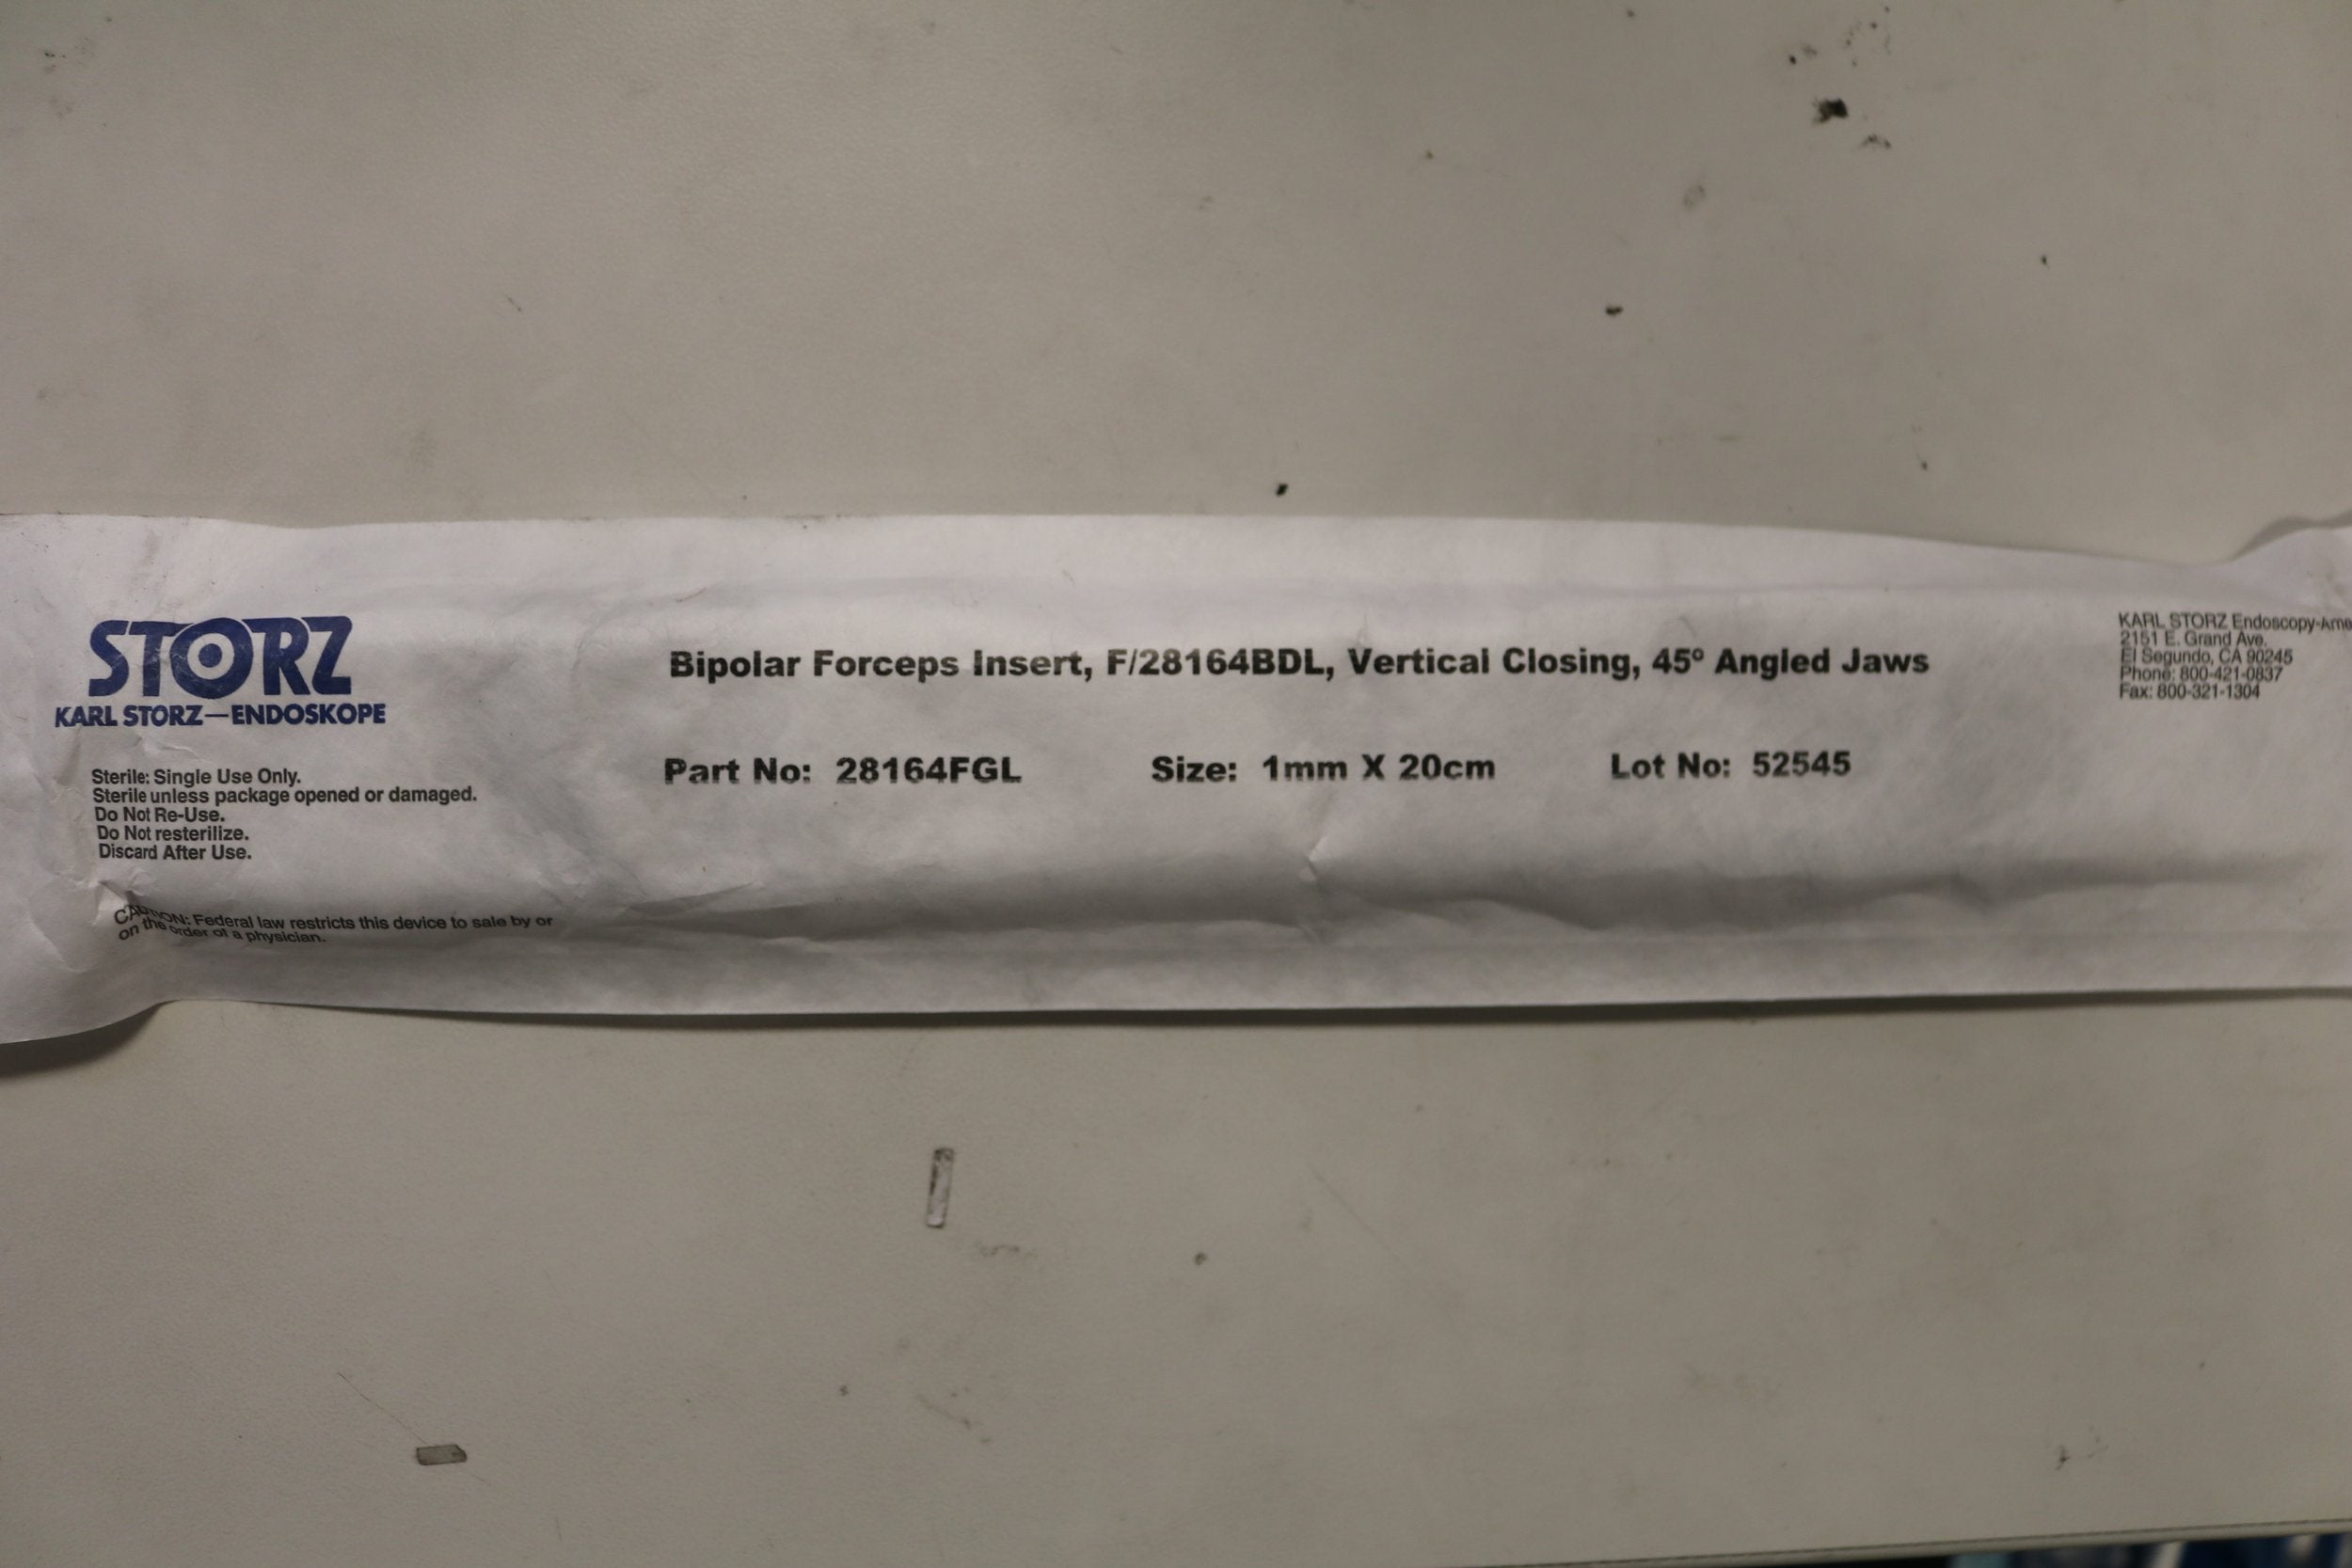 STORZ
KARL STORZ—ENDOSKOPE
Sterile: Single Use Only.
Sterile unless package opened or damaged.
Do Not Re-Use.
Do Not resterilize.
Discard After Use.
CAUTION: Federal law restricts this device to sale by or
on the order of a physician.
Bipolar Forceps Insert, F/28164BDL, Vertical Closing, 45º Angled Jaws
Part No: 28164FGL Size: 1mm X 20cm Lot No: 52545
KARL STORZ Endoscopy-Ame
2151 E. Grand Ave.
El Segundo, CA 90245
Phone: 800-421-0837
Fax: 800-321-1304